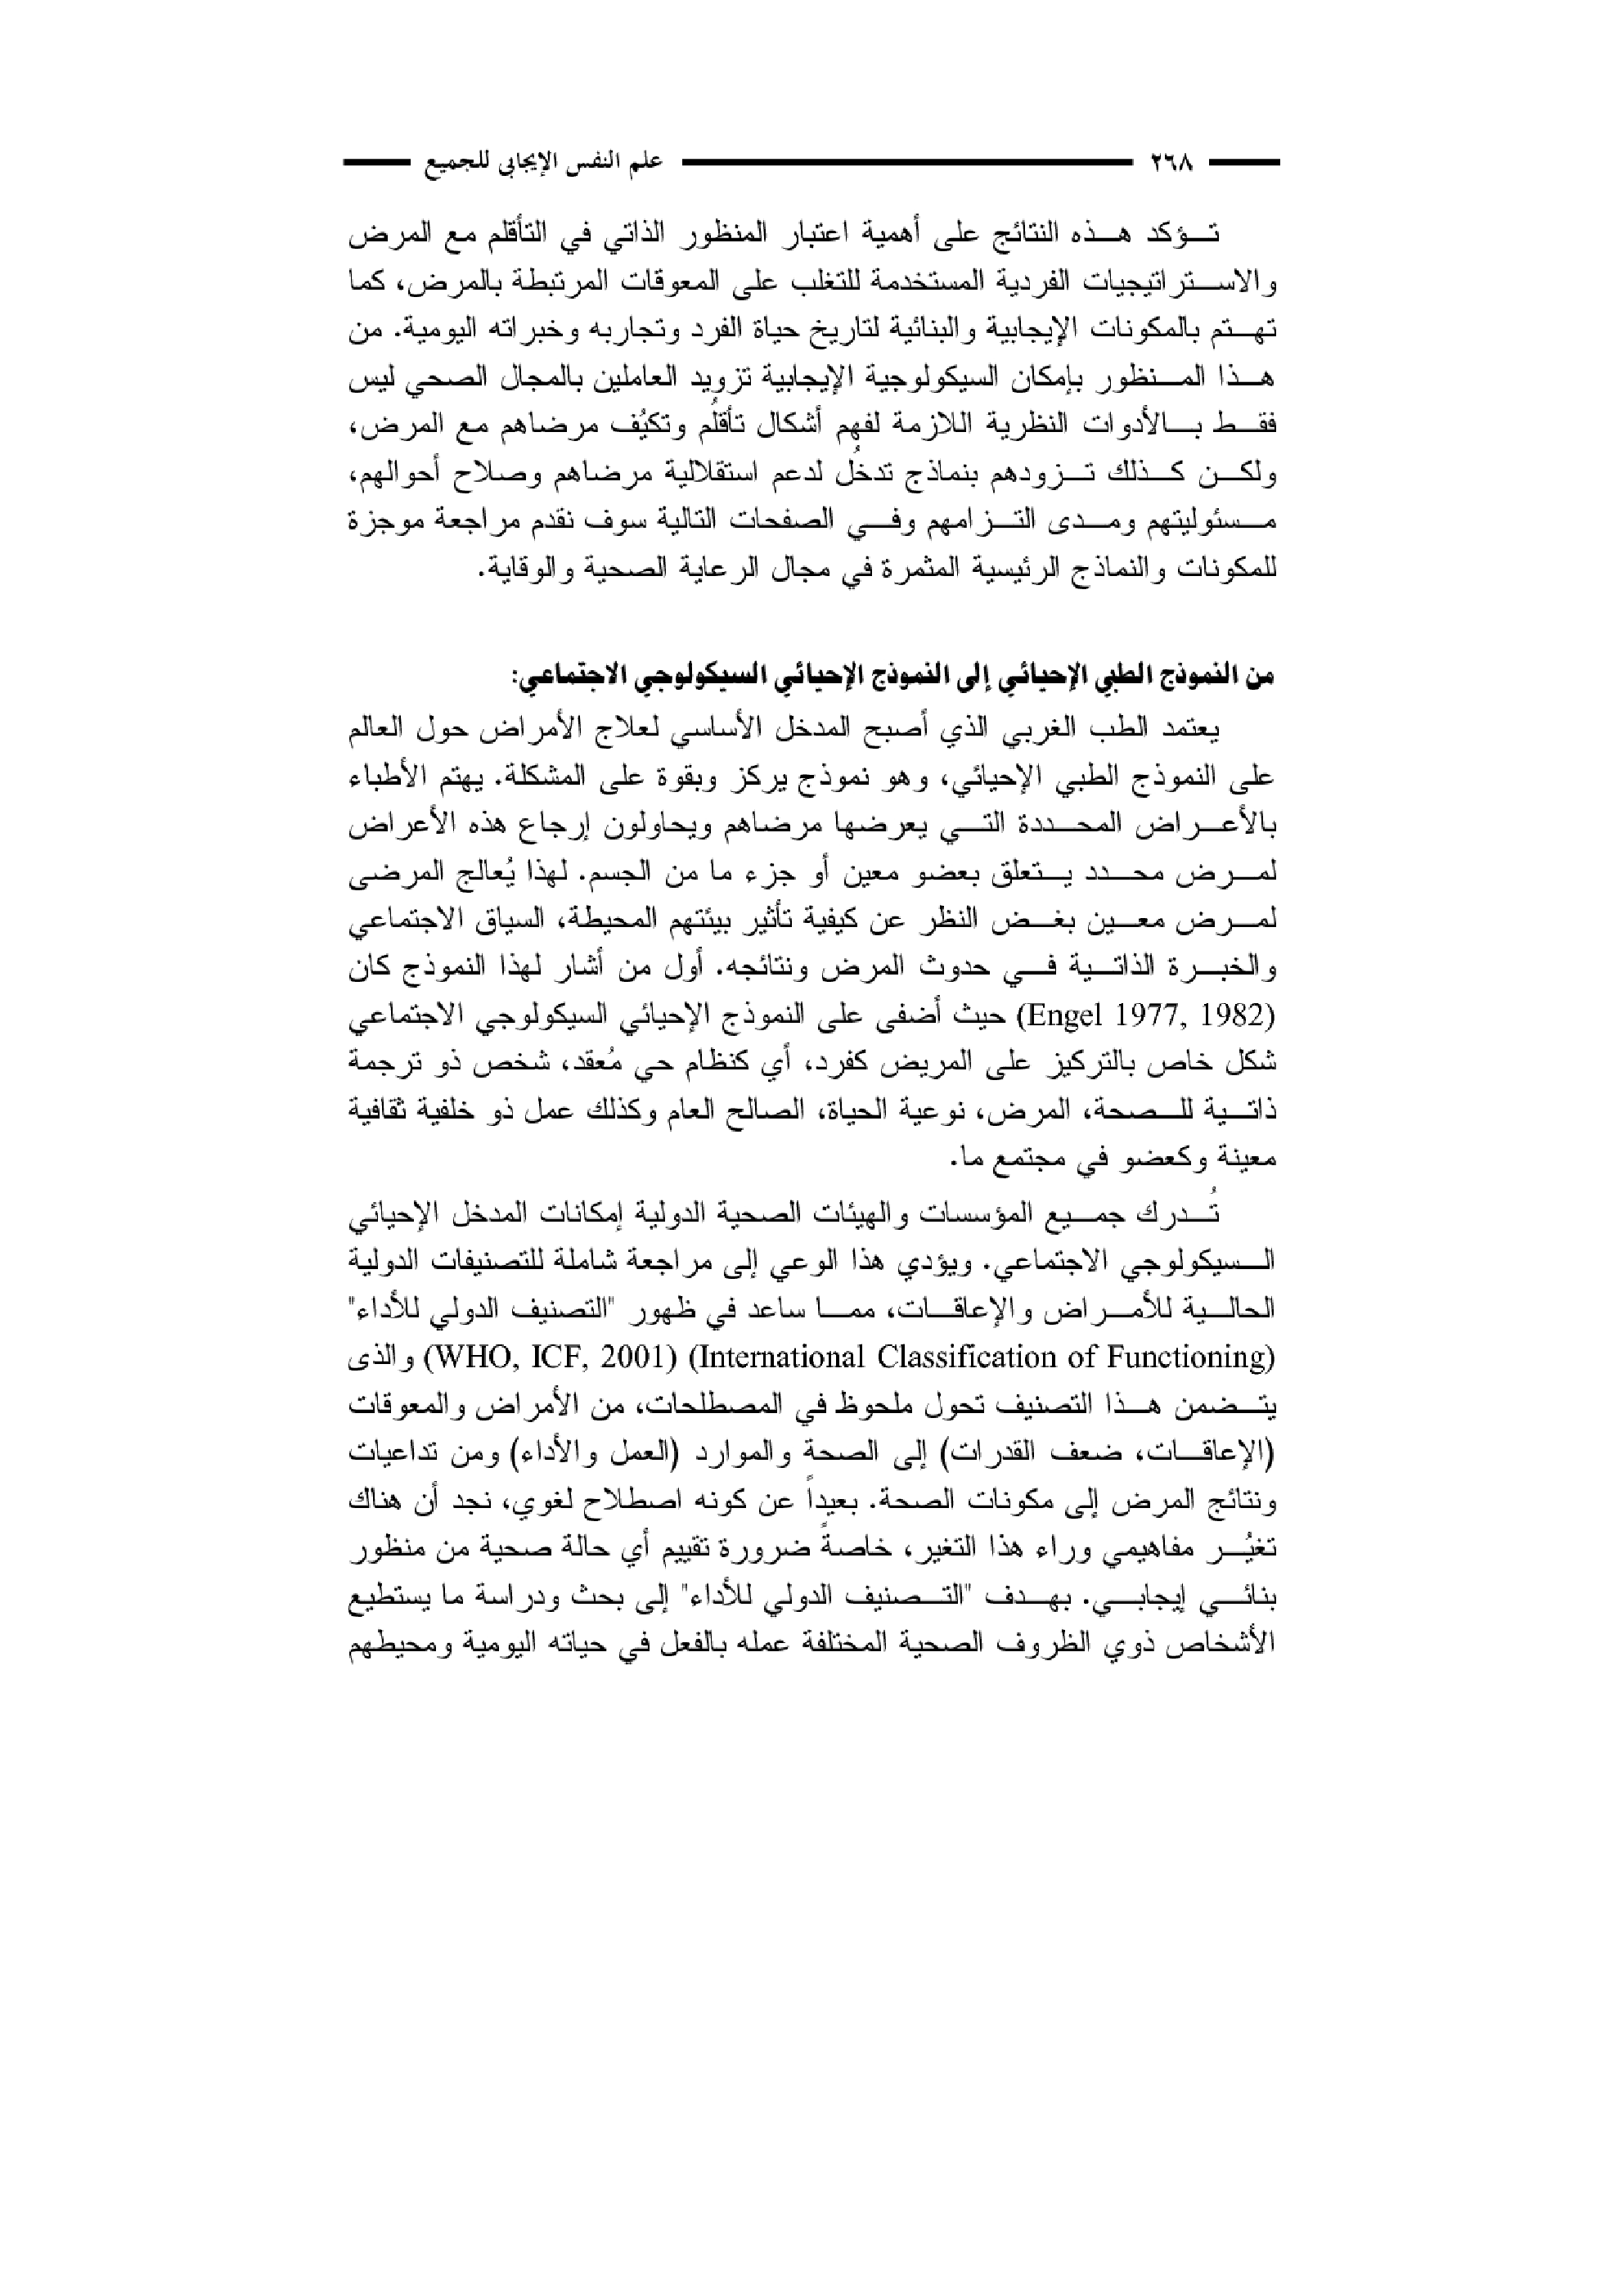 ٢٦٨ علم النفس الإيجابي للجميع
تؤكد هذه النتائج على أهمية اعتبار المنظور الذاتي في التأقلم مع المرض
والاستراتيجيات الفردية المستخدمة للتغلب على المعوقات المرتبطة بالمرض، كما
تهتم بالمكونات الإيجابية والبنائية لتاريخ حياة الفرد وتجاربه وخبراته اليومية. من
هذا المنظور بإمكان السيكولوجية الإيجابية تزويد العاملين بالمجال الصحي ليس
فقط بالأدوات النظرية اللازمة لفهم أشكال تأقلُم وتكيُف مرضاهم مع المرض،
ولكن كذلك تزودهم بنماذج تدخُل لدعم استقلالية مرضاهم وصلاح أحوالهم،
مسئوليتهم ومدى التزامهم وفي الصفحات التالية سوف نقدم مراجعة موجزة
للمكونات والنماذج الرئيسية المثمرة في مجال الرعاية الصحية والوقاية.
من النموذج الطبي الإحيائي إلى النموذج الإحيائي السيكولوجي الاجتماعي:
يعتمد الطب الغربي الذي أصبح المدخل الأساسي لعلاج الأمراض حول العالم
على النموذج الطبي الإحيائي، وهو نموذج يركز وبقوة على المشكلة. يهتم الأطباء
بالأعراض المحددة التي يعرضها مرضاهم ويحاولون إرجاع هذه الأعراض
لمرض محدد يتعلق بعضو معين أو جزء ما من الجسم. لهذا يُعالج المرضى
لمرض معين بغض النظر عن كيفية تأثير بيئتهم المحيطة، السياق الاجتماعي
والخبرة الذاتية في حدوث المرض ونتائجه. أول من أشار لهذا النموذج كان
(Engel 1977, 1982) حيث أضفى على النموذج الإحيائي السيكولوجي الاجتماعي
شكل خاص بالتركيز على المريض كفرد، أي كنظام حي مُعقد، شخص ذو ترجمة
ذاتية للصحة، المرض، نوعية الحياة، الصالح العام وكذلك عمل ذو خلفية ثقافية
معينة وكعضو في مجتمع ما.
تُدرك جميع المؤسسات والهيئات الصحية الدولية إمكانات المدخل الإحيائي
السيكولوجي الاجتماعي. ويؤدي هذا الوعي إلى مراجعة شاملة للتصنيفات الدولية
الحالية للأمراض والإعاقات، مما ساعد في ظهور "التصنيف الدولي للأداء"
(International Classification of Functioning) (WHO, ICF, 2001) والذى
يتضمن هذا التصنيف تحول ملحوظ في المصطلحات، من الأمراض والمعوقات
(الإعاقات، ضعف القدرات) إلى الصحة والموارد (العمل والأداء) ومن تداعيات
ونتائج المرض إلى مكونات الصحة. بعيداً عن كونه اصطلاح لغوي، نجد أن هناك
تغيُر مفاهيمي وراء هذا التغير، خاصةً ضرورة تقييم أي حالة صحية من منظور
بنائي إيجابي. بهدف "التصنيف الدولي للأداء" إلى بحث ودراسة ما يستطيع
الأشخاص ذوي الظروف الصحية المختلفة عمله بالفعل في حياته اليومية ومحيطهم